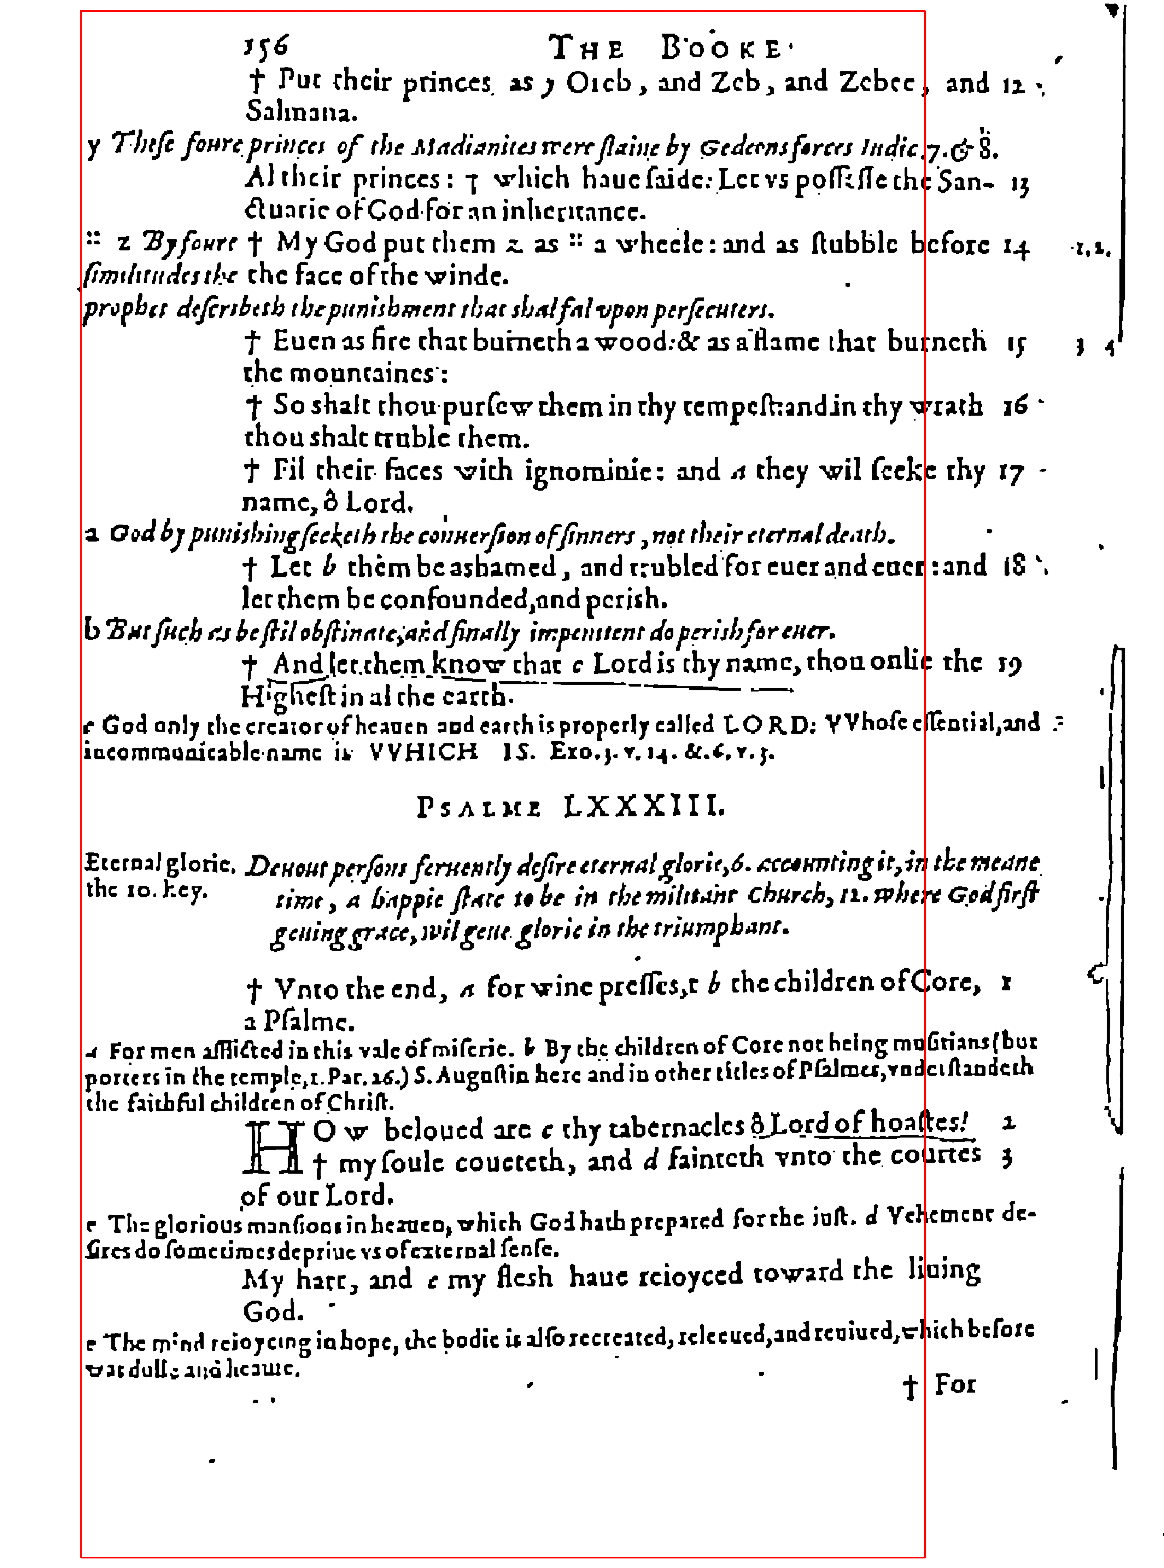 156 THE BOOKE
† Put their princes as y Oreb, and Zeb, and Zebee, and 12
Salmana.
y Theſe foure princes of the Madianites were ſlaine by Gedeons forces Iudic. 7. & 8.
Al their princes: † which haue ſaide: Let vs poſſeſſe the San- 13
ctuarie of God for an inheritance.
:: z By foure † My God put them z as :: a wheele: and as ſtubble before 14 1.2.
ſimilitudes the the face of the winde.
prophet deſcribeth the punishment that shal fal vpon perſecuters.
† Euen as fire that burneth a wood: & as a flame that burneth 15 3 4
the mountaines:
† So shalt thou purſew them in thy tempeſt: and in thy wrath 16
thou shalt truble them.
† Fil their faces with ignominie: and a they wil ſeeke thy 17
name, ô Lord.
a God by punishing ſeeketh the conuerſion of ſinners, not their eternal death.
† Let b them be ashamed, and trubled for euer and euer: and 18
let them be confounded, and perish.
b But ſuch as be ſtil obſtinate, and finally impenitent do perish for euer.
† And let them know that c Lord is thy name, thou onlie the 19
Higheſt in al the earth.
c God only the creator of heauen and earth is properly called LORD: VVhoſe eſſential, and
incommunicable name is VVHICH IS. Exo. 3. v. 14. &. 6. v. 3.
PSALME LXXXIII.
Eternal glorie. Deuout perſons feruently deſire eternal glorie, 6. accounting it, in the meane
the 10. key. time, a happie ſtate to be in the militant Church, 11. where God firſt
geuing grace, wil geue glorie in the triumphant.
† Vnto the end, a for wine preſſes, t b the children of Core, 1
a Pſalme.
a For men afflicted in this vale of miſerie. b By the children of Core not being muſitians (but
porters in the temple, 1. Par. 26.) S. Auguſtin here and in other titles of Pſalmes, vnderſtandeth
the faithful children of Chriſt.
HOw beloued are c thy tabernacles ô Lord of hoaſtes! 2
† my ſoule coueteth, and d fainteth vnto the courtes 3
of our Lord.
c The glorious manſions in heauen, which God hath prepared for the iuſt. d Vehement de-
ſires do ſometimes depriue vs of external ſenſe.
My hart, and e my flesh haue reioyced toward the liuing
God.
e The mind reioycing in hope, the bodie is alſo recreated, releeued, and reuiued, which before
was dulle and heauie.
† For